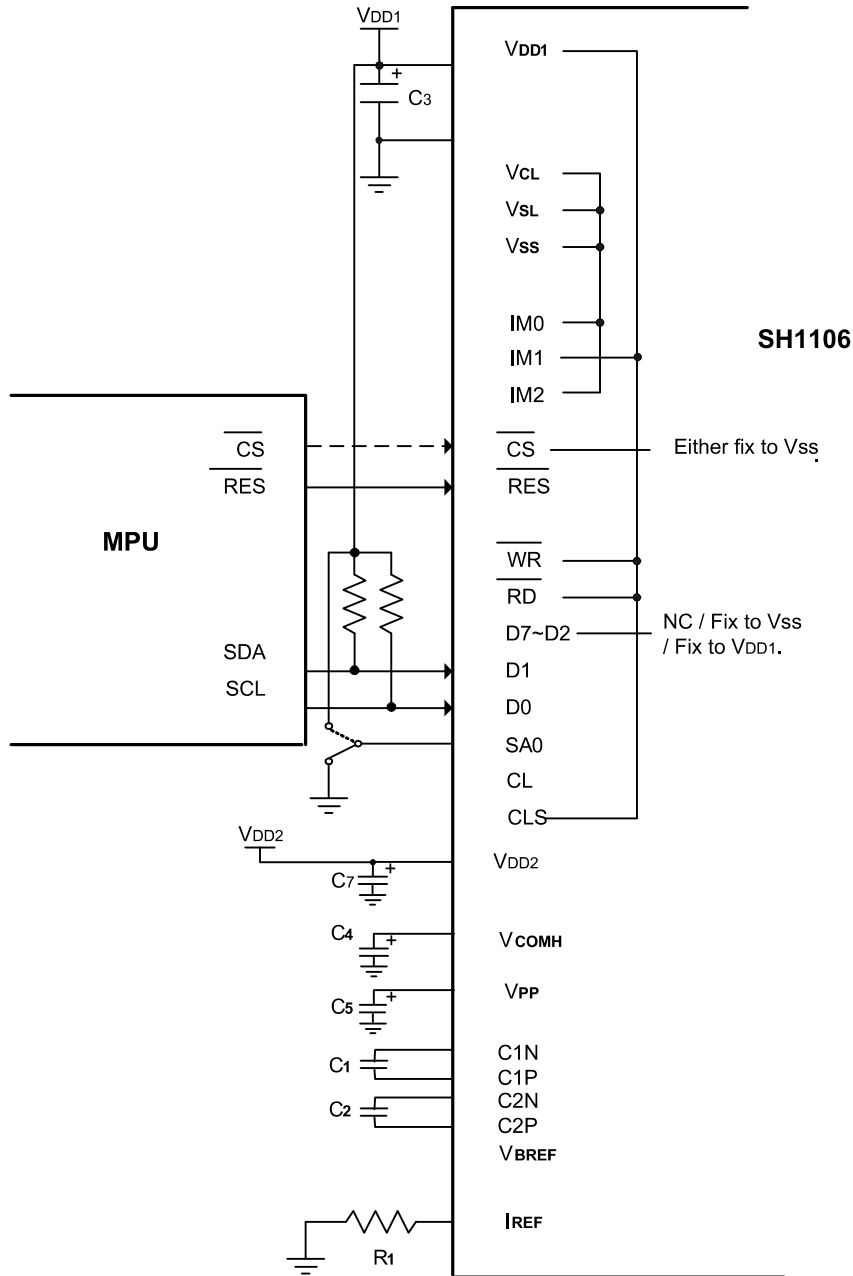 VDD1
VDD1
C3
+
VCL
VSL
VSS
IM0
IM1
IM2
SH1106
CS
CS
Either fix to Vss.
RES
RES
MPU
WR
RD
D7~D2
NC / Fix to Vss
/ Fix to VDD1.
SDA
D1
SCL
D0
SA0
CL
CLS
VDD2
VDD2
C7
+
C4
+
VCOMH
C5
+
VPP
C1
C1N
C1P
C2
C2N
C2P
VBREF
IREF
R1